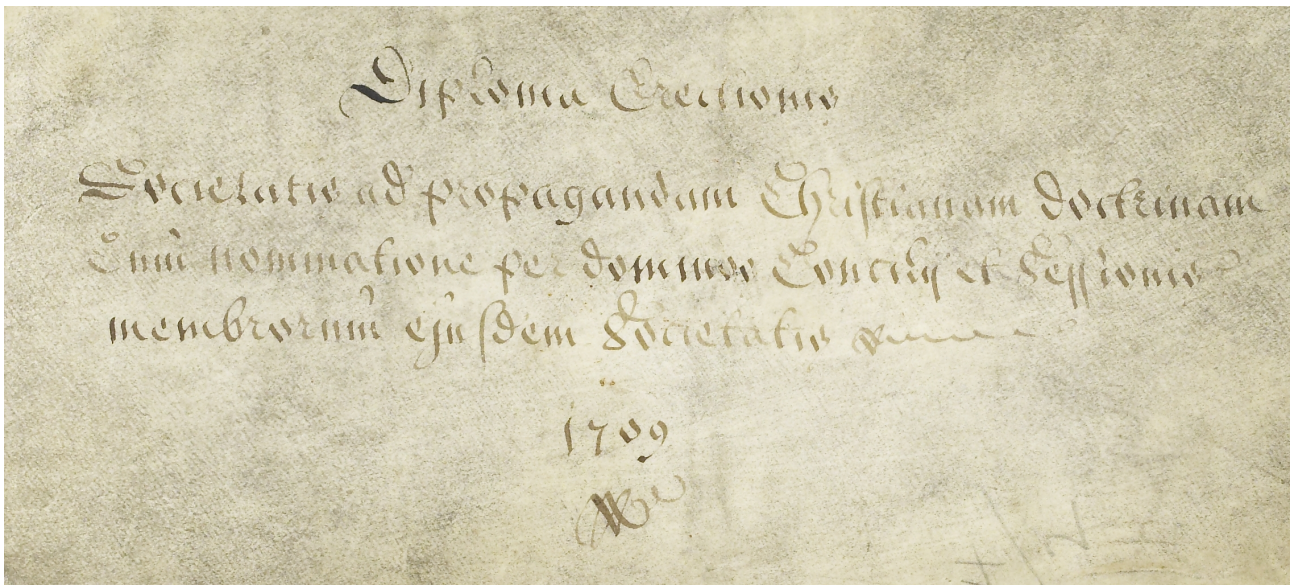 Diploma Erectionis
Societatis ad propagandam Christianam doctrinam
Cum nominatione per dominos Concilij et Sessionis
membrorum ejusdem Societatis
1709